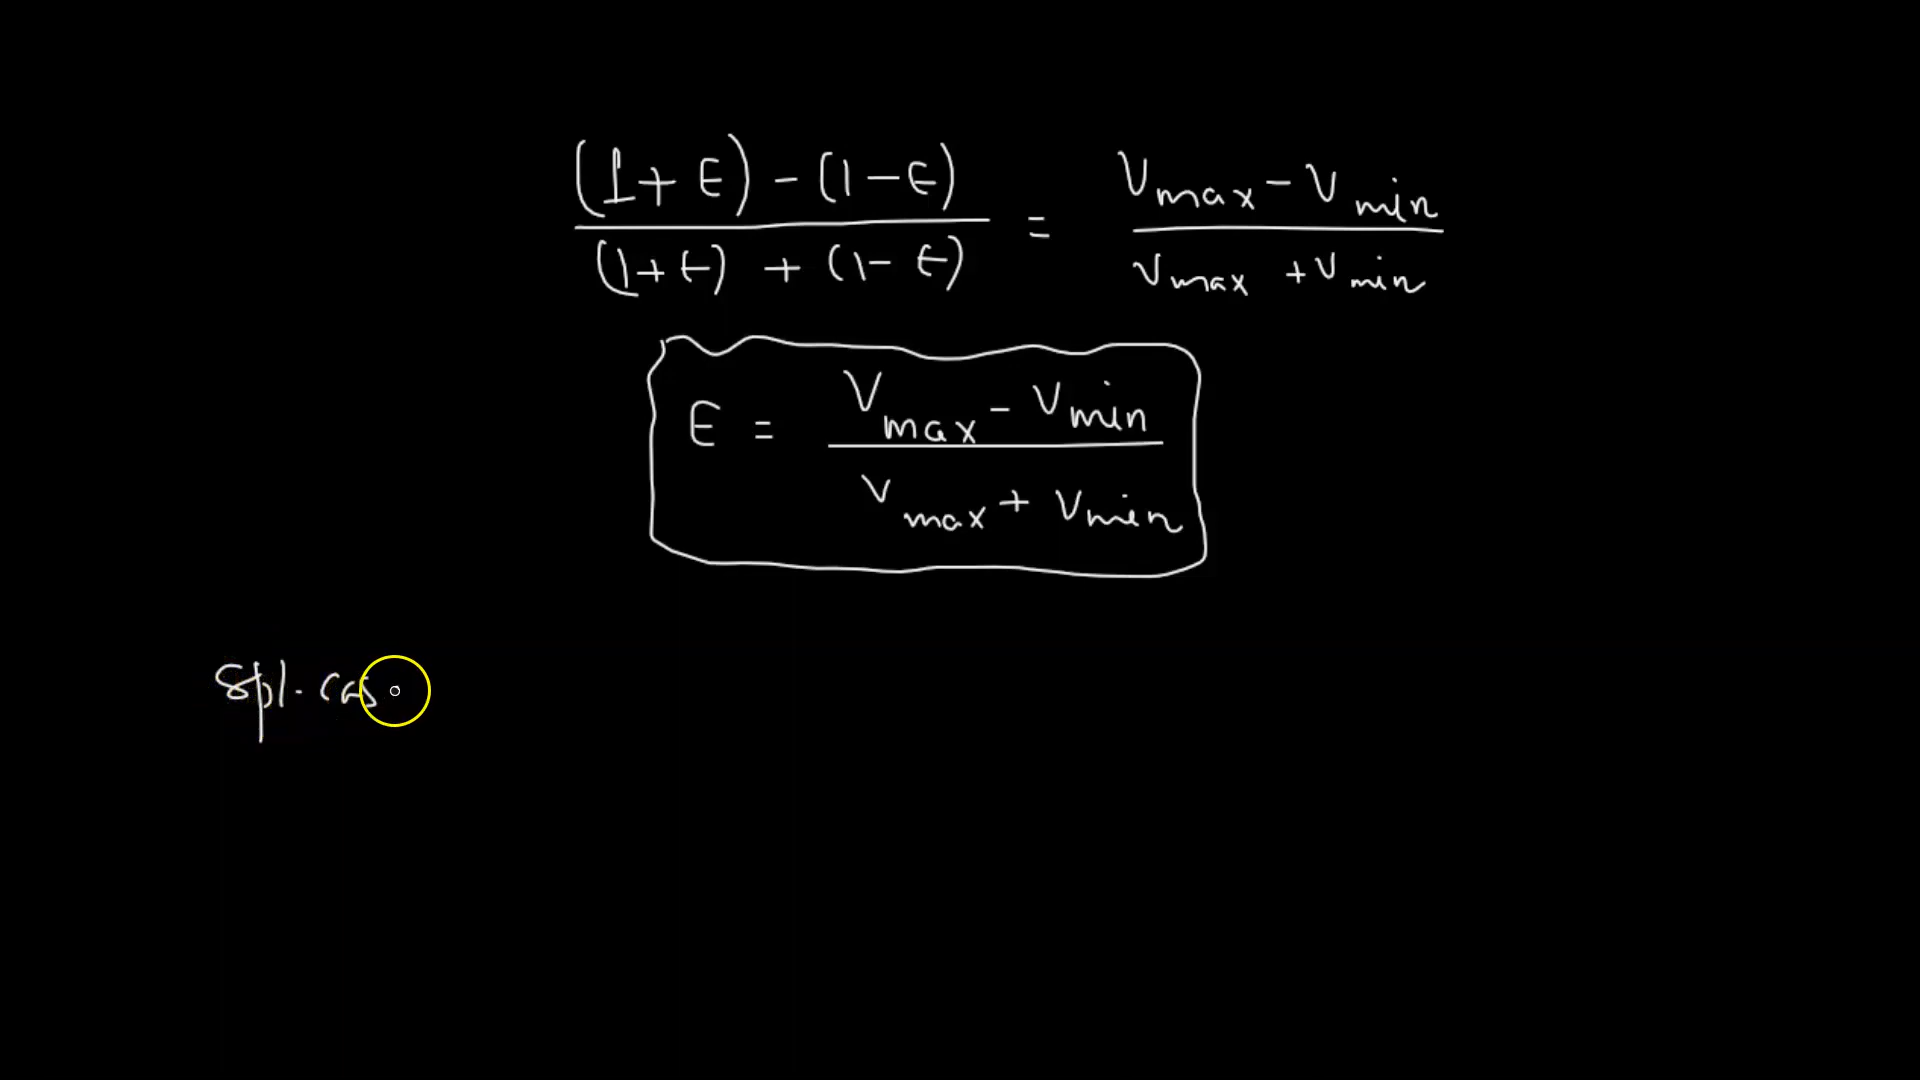 (1+E)-(1-E) / (1+E) + (1-E) = Vmax - Vmin / Vmax + Vmin
E = Vmax - Vmin / Vmax + Vmin
Spl. cas